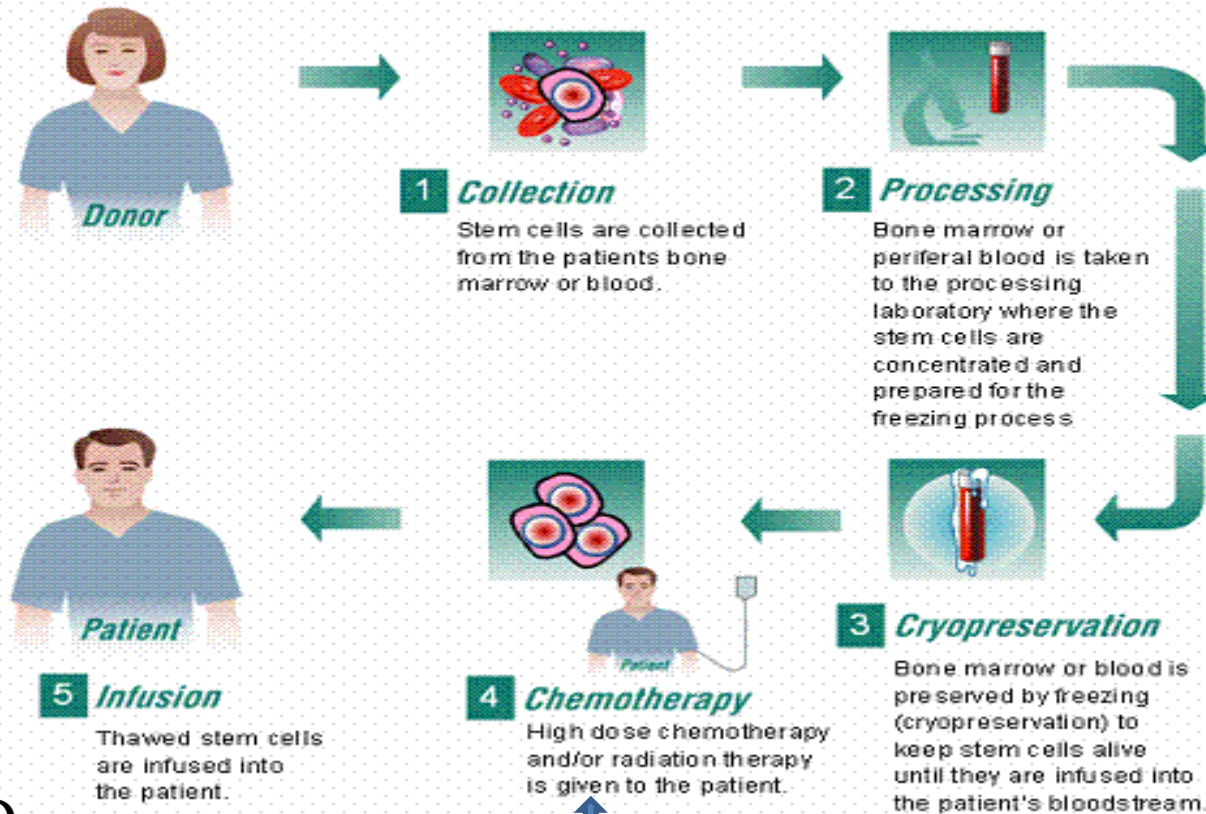 Donor
1 Collection
Stem cells are collected
from the patients bone
marrow or blood.
2 Processing
Bone marrow or
periferal blood is taken
to the processing
laboratory where the
stem cells are
concentrated and
prepared for the
freezing process
3 Cryopreservation
Bone marrow or blood is
preserved by freezing
(cryopreservation) to
keep stem cells alive
until they are infused into
the patient's bloodstream.
Patient
4 Chemotherapy
High dose chemotherapy
and/or radiation therapy
is given to the patient.
Patient
5 Infusion
Thawed stem cells
are infused into
the patient.